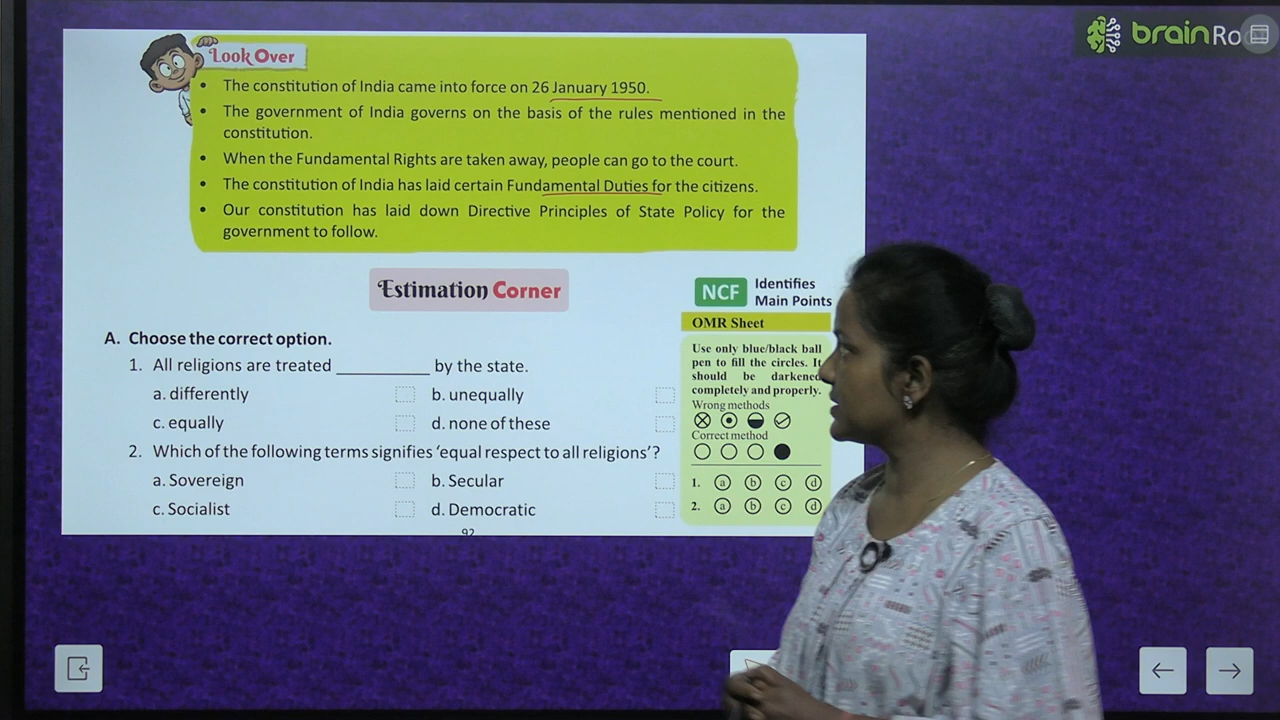 brainRo
Look Over
• The constitution of India came into force on 26 January 1950.
• The government of India governs on the basis of the rules mentioned in the
constitution.
• When the Fundamental Rights are taken away, people can go to the court.
• The constitution of India has laid certain Fundamental Duties for the citizens.
• Our constitution has laid down Directive Principles of State Policy for the
government to follow.
Estimation Corner
NCF Identifies
Main Points
A. Choose the correct option.
1. All religions are treated __________ by the state.
a. differently b. unequally
c. equally d. none of these
2. Which of the following terms signifies ‘equal respect to all religions’?
a. Sovereign b. Secular
c. Socialist d. Democratic
92
OMR Sheet
Use only blue/black ball
pen to fill the circles. It
should be darkened
completely and properly.
Wrong methods
Correct method
1. a b c d
2. a b c d